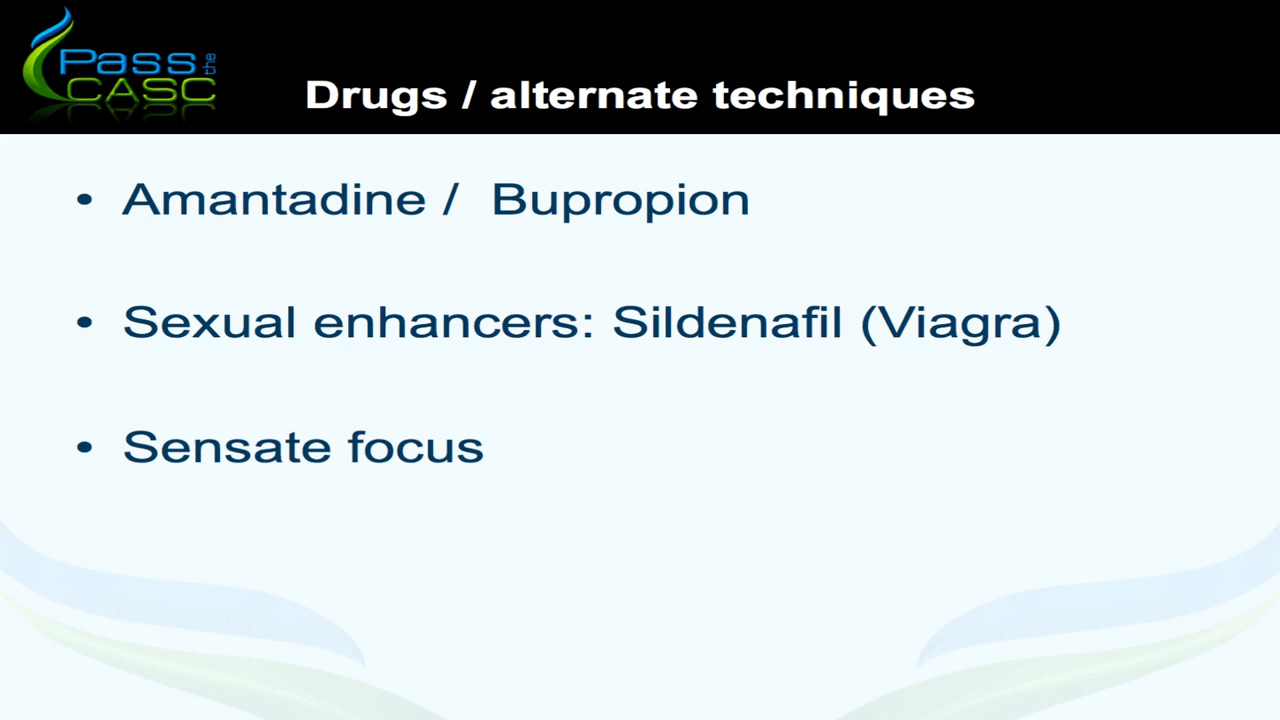 Pass the
CASC
Drugs / alternate techniques
• Amantadine / Bupropion
• Sexual enhancers: Sildenafil (Viagra)
• Sensate focus